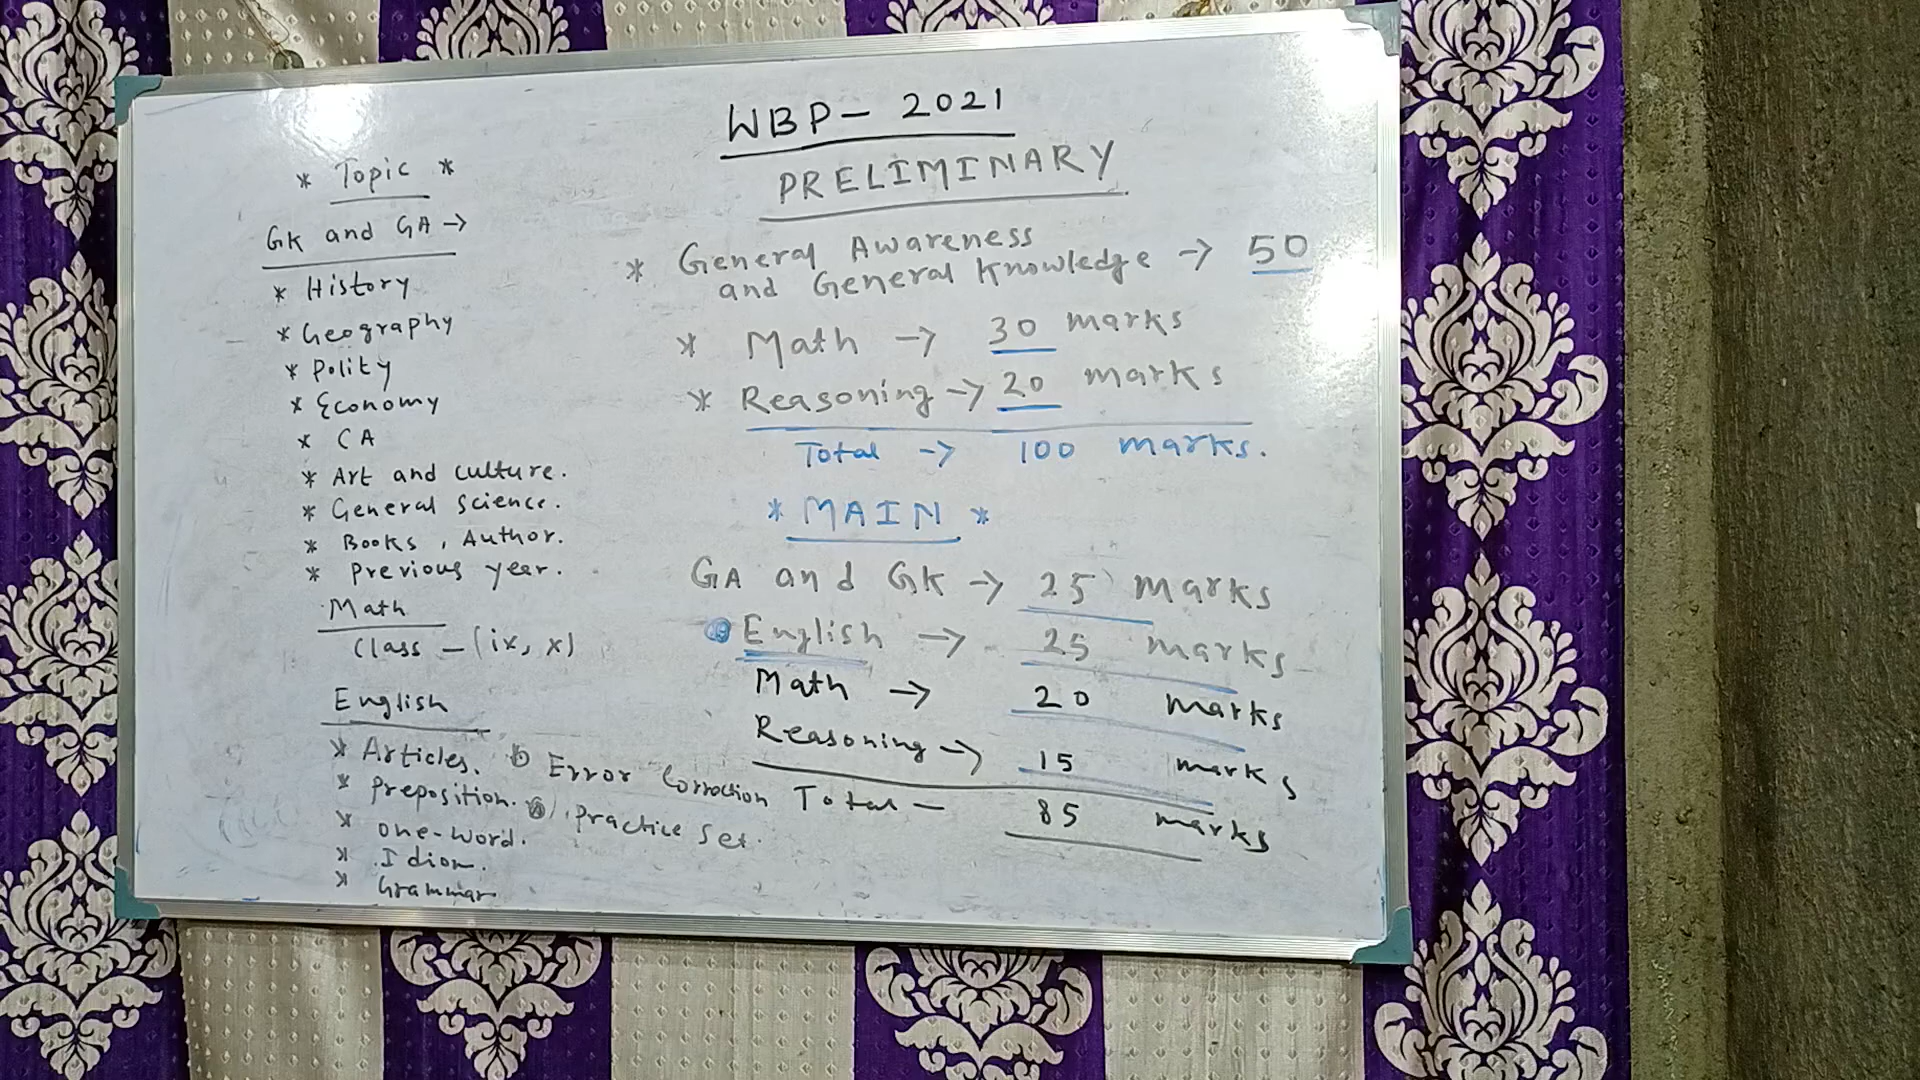 WBP - 2021
PRELIMINARY
* General Awareness
and General Knowledge → 50
* Math → 30 marks
* Reasoning → 20 marks
Total → 100 marks.
* MAIN *
GA and GK → 25 marks
English → 25 marks
Math → 20 marks
Reasoning → 15 marks
Total - 85 marks
* Topic *
GK and GA →
* History
* Geography
* Polity
* Economy
* CA
* Art and culture.
* General science.
* Books, Author.
* Previous year.
Math
Class - (ix, x)
English
* Articles.
* Preposition.
* one-word.
* Idiom.
* Grammar
Error Correction
Practice Set.